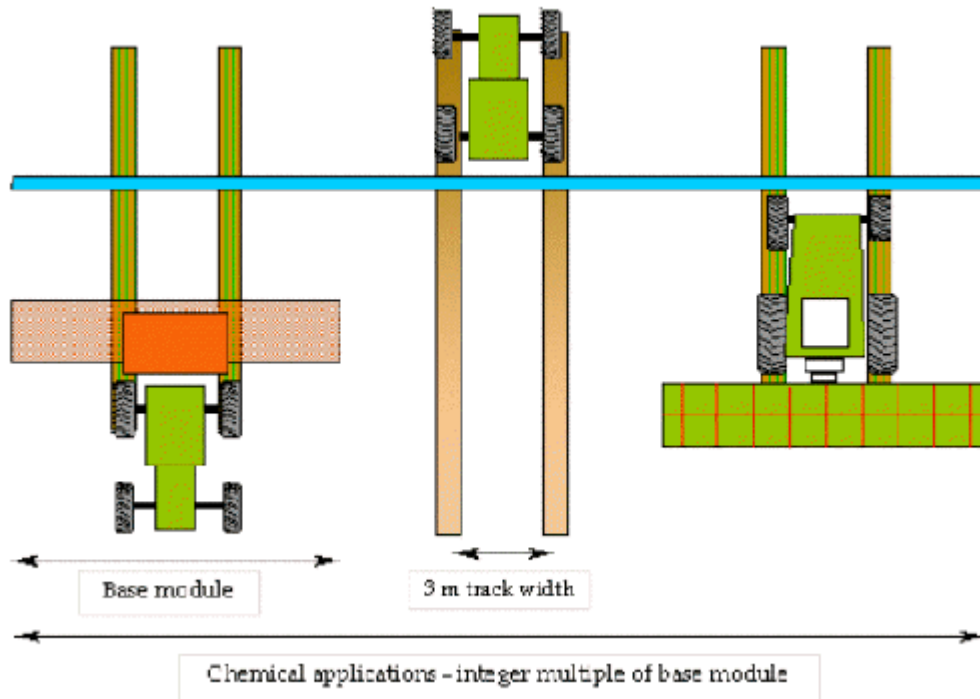 Base module
3 m track width
Chemical applications - integer multiple of base module